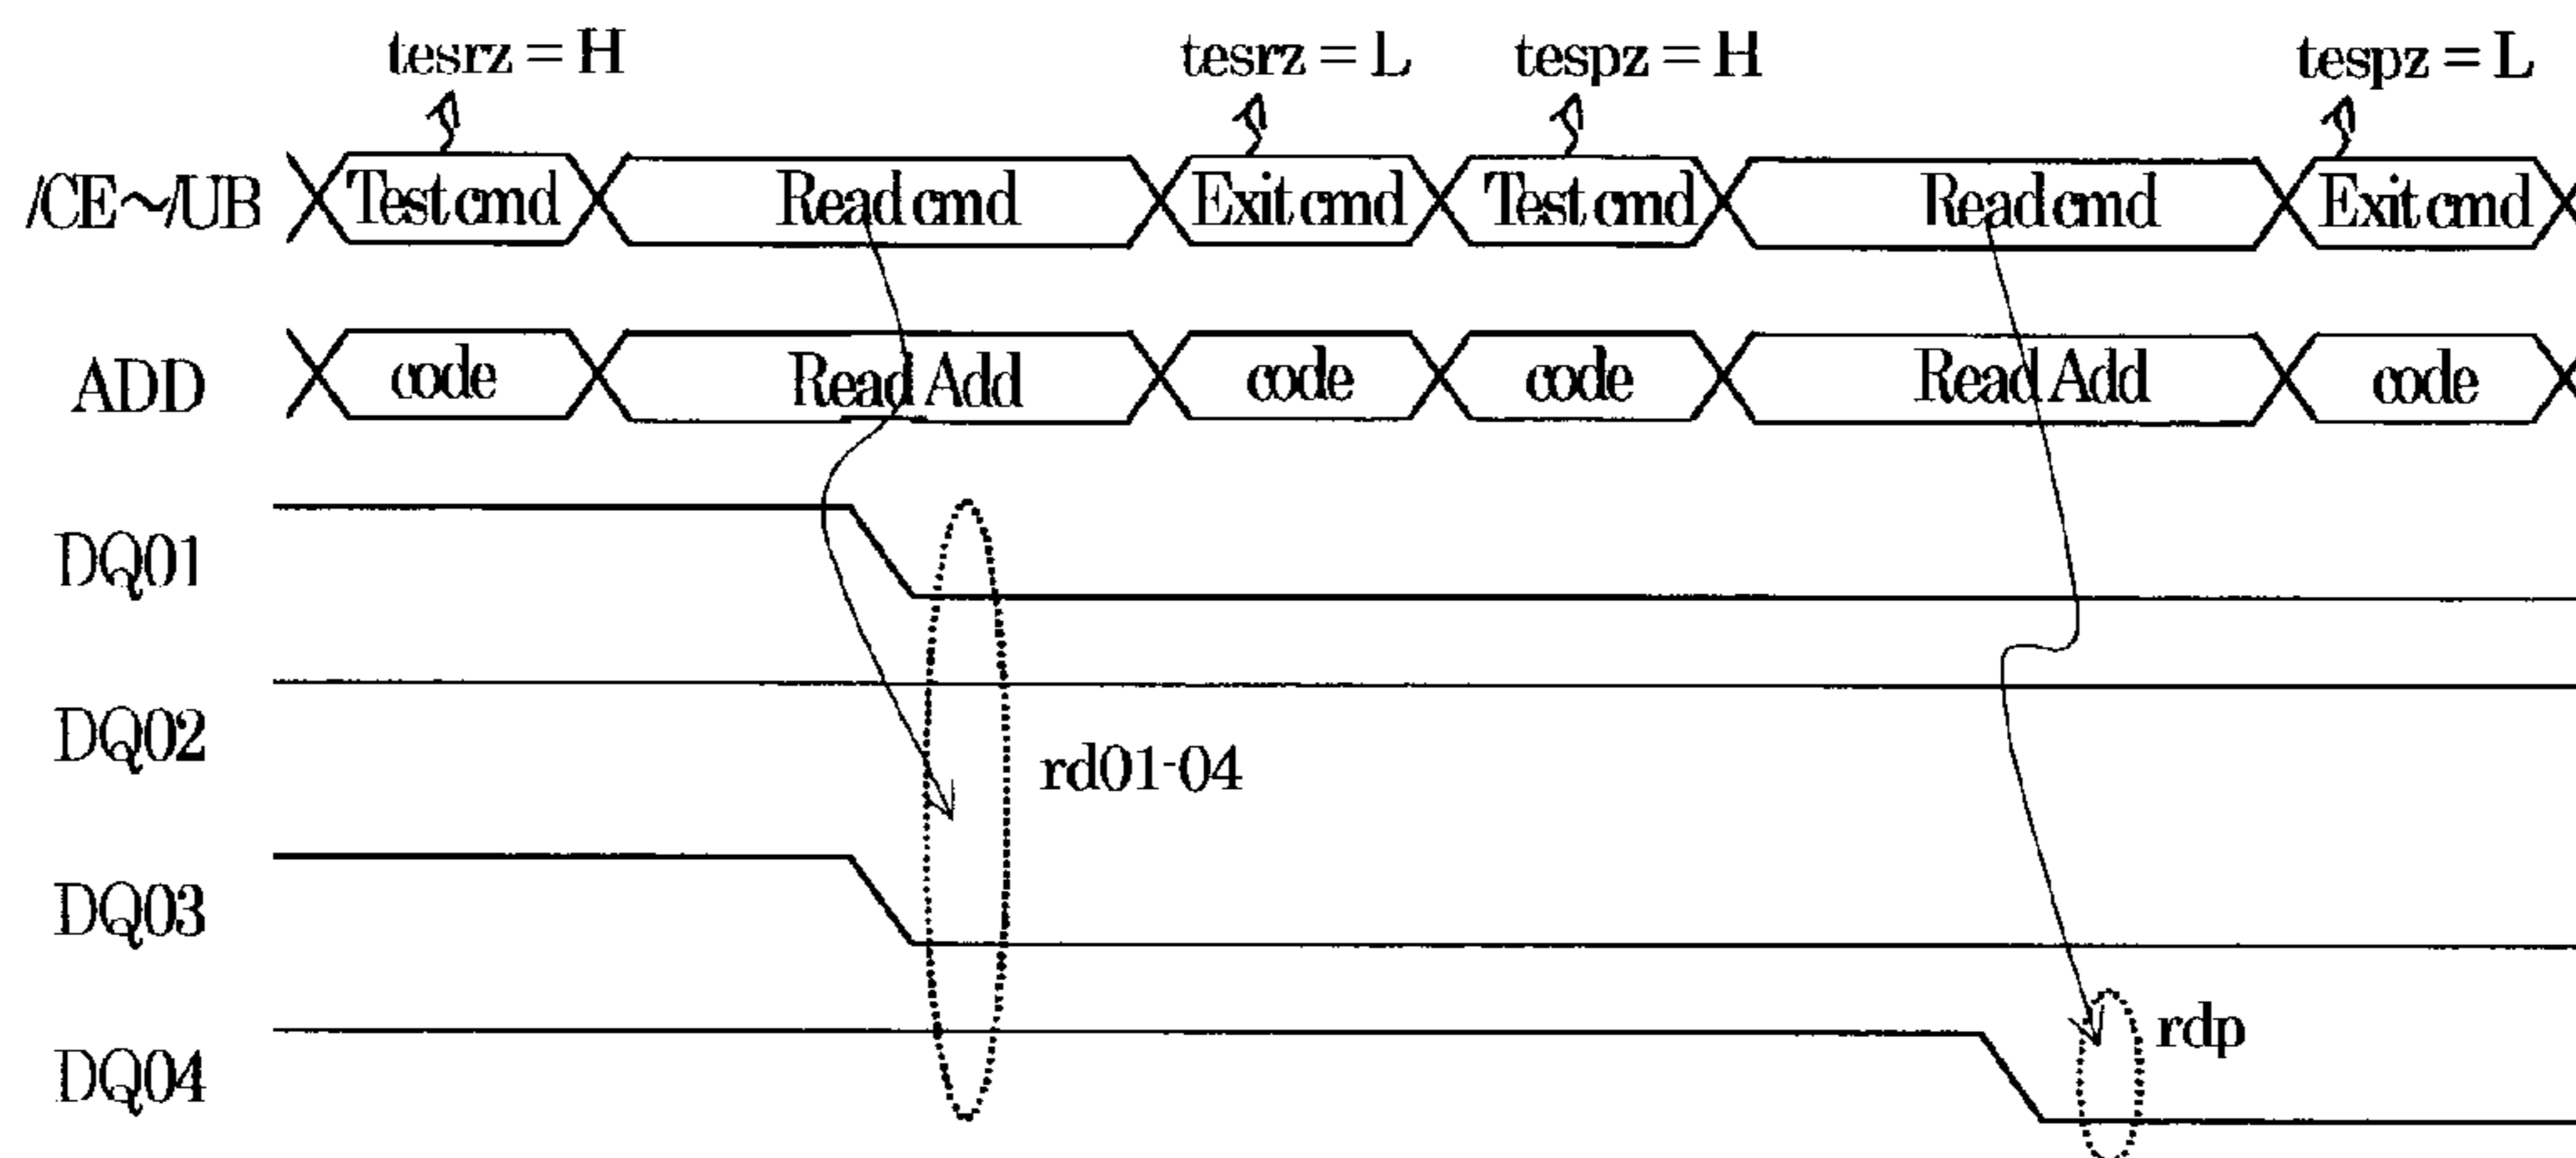 tesrz = H tesrz = L tespz = H tespz = L
/CE~/UB Test cmd Read cmd Exit cmd Test cmd Read cmd Exit cmd
ADD code Read Add code code Read Add code
DQ01
DQ02
rd01-04
DQ03
rdp
DQ04